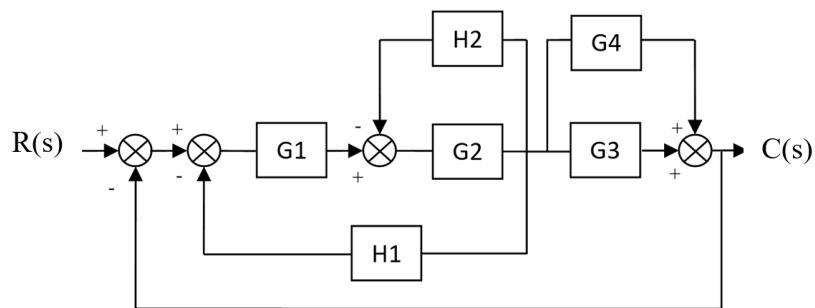 H2
G4
R(s)
+
-
+
-
G1
-
+
G2
G3
+
+
C(s)
H1